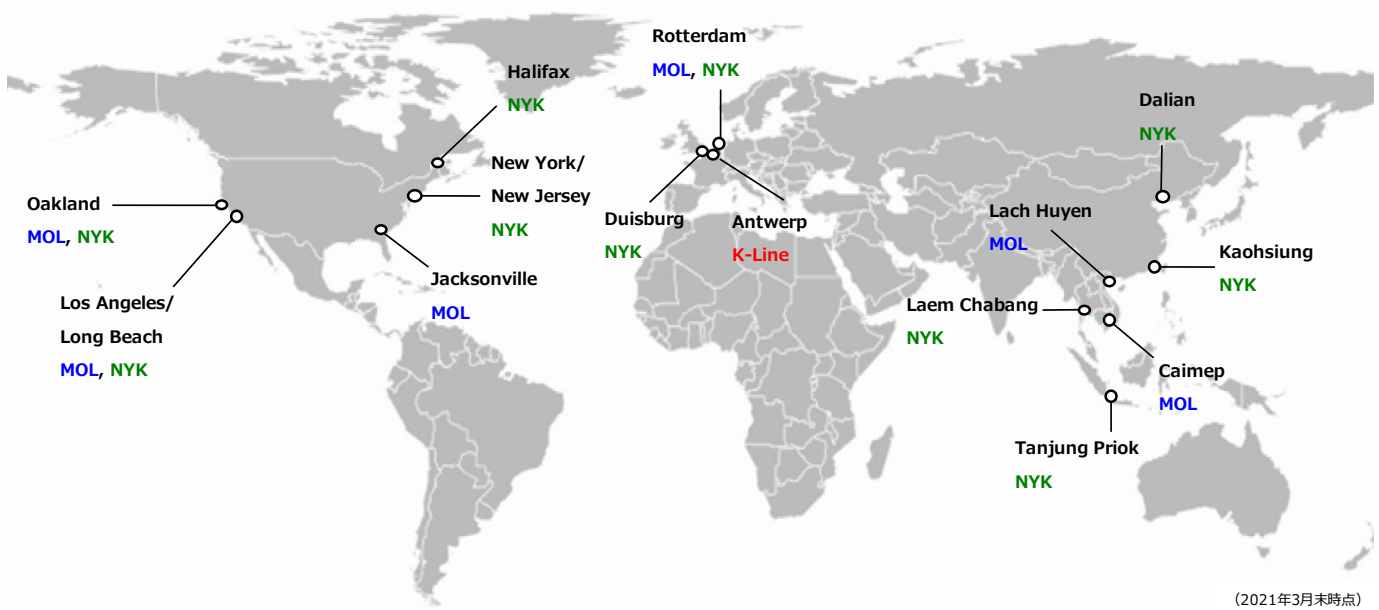 Rotterdam
MOL, NYK
Halifax
NYK
Dalian
NYK
New York/
New Jersey
NYK
Oakland
MOL, NYK
Duisburg
NYK
Antwerp
K-Line
Lach Huyen
MOL
Kaohsiung
NYK
Jacksonville
MOL
Los Angeles/
Long Beach
MOL, NYK
Laem Chabang
NYK
Caimep
MOL
Tanjung Priok
NYK
（2021年3月末時点）